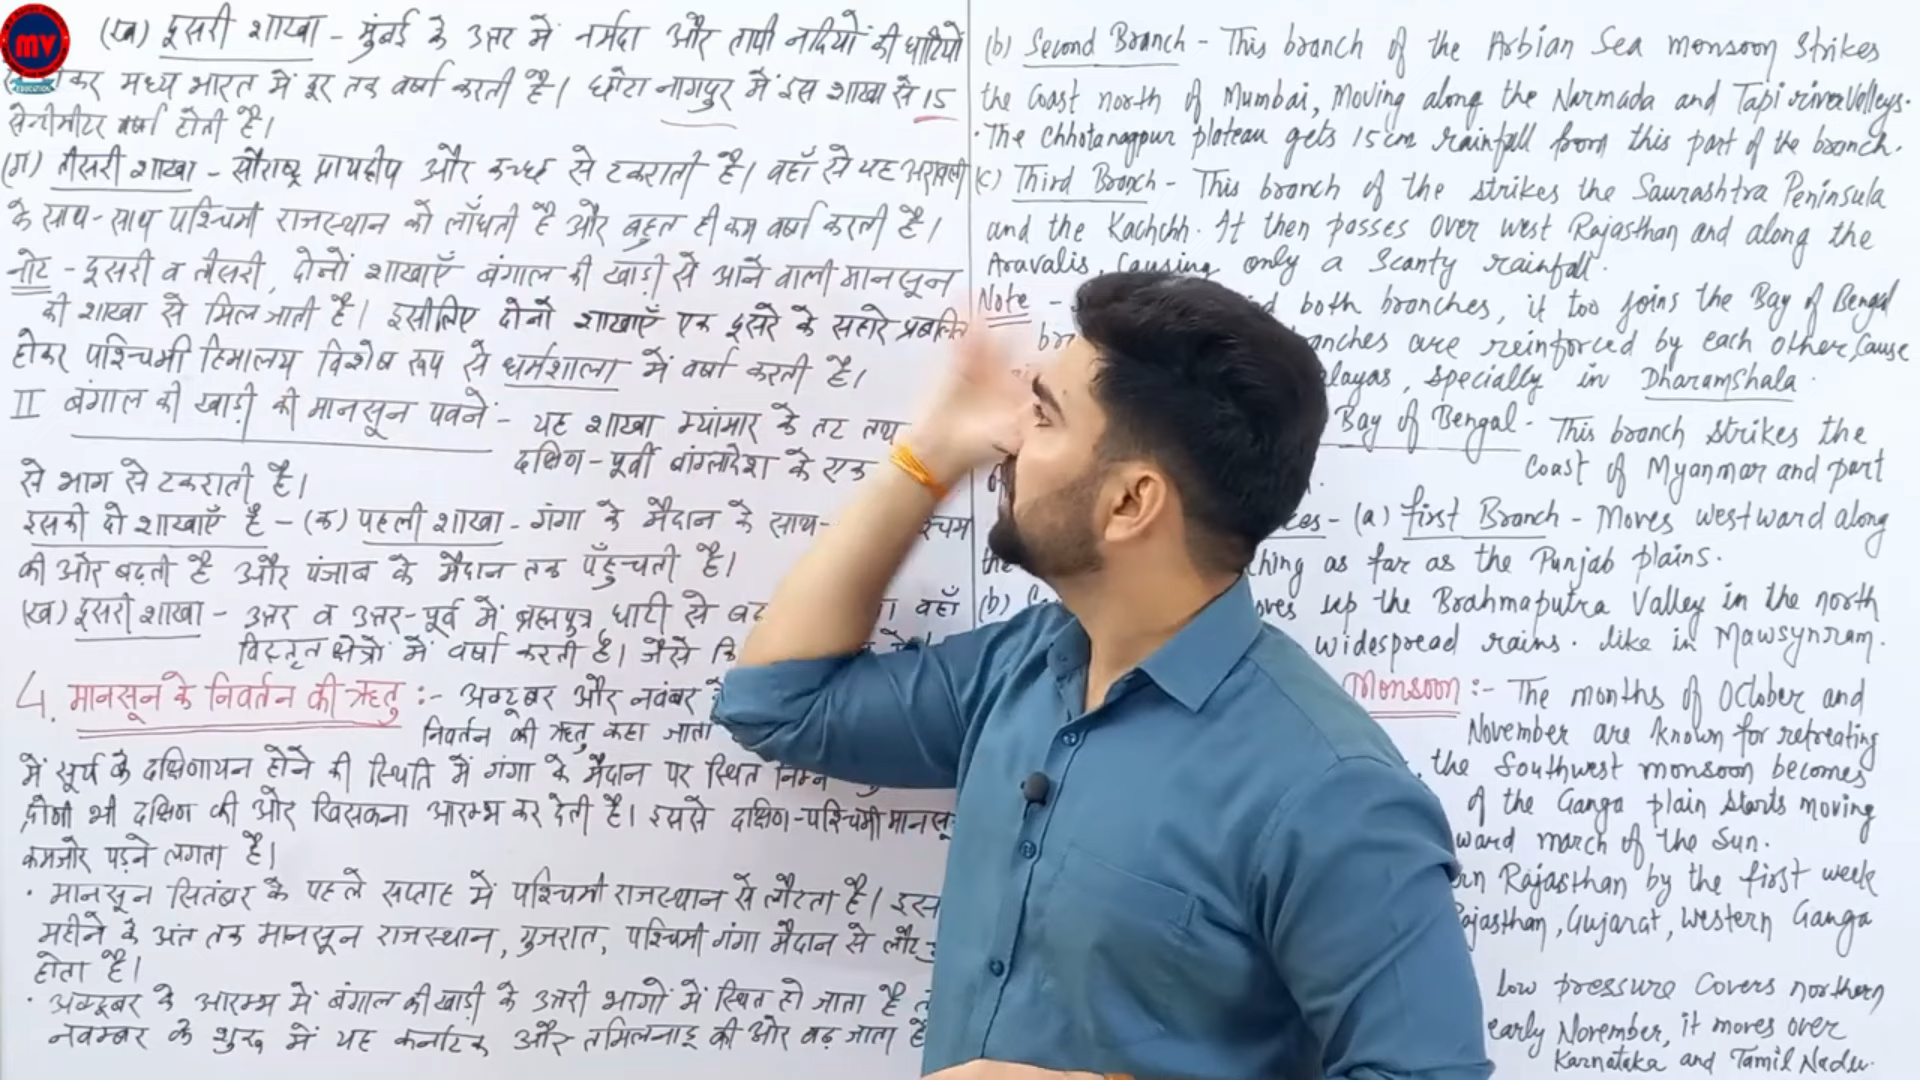 MV
EDUCATION
(ख) दूसरी शाखा - मुंबई के उत्तर में नर्मदा और तापी नदियों की घाटियों
होकर मध्य भारत में दूर तक वर्षा करती है। छोटा नागपुर में इस शाखा से 15
सेन्टीमीटर वर्षा होती है।
(ग) तीसरी शाखा - सौराष्ट्र प्रायद्वीप और कच्छ से टकराती है। वहाँ से यह अरावली
के साथ-साथ पश्चिमी राजस्थान को लाँघती है और बहुत ही कम वर्षा करती है।
नोट - दूसरी व तीसरी, दोनों शाखाएँ बंगाल की खाड़ी से आने वाली मानसून
की शाखा से मिल जाती है। इसीलिए दोनों शाखाएँ एक दूसरे के सहारे प्रबलित
होकर पश्चिमी हिमालय विशेष रूप से धर्मशाला में वर्षा करती है।
II बंगाल की खाड़ी की मानसून पवनें :- यह शाखा म्यांमार के तट तथा
दक्षिण-पूर्वी बांग्लादेश के एक
से भाग से टकराती है।
इसकी दो शाखाएँ है - (क) पहली शाखा - गंगा के मैदान के साथ-
की ओर बढ़ती है और पंजाब के मैदान तक पहुँचती है।
(ख) दूसरी शाखा - उत्तर व उत्तर-पूर्व में ब्रह्मपुत्र घाटी से वहाँ
विस्तृत क्षेत्रों में वर्षा करती है। जैसे कि
4. मानसून के निवर्तन की ऋतु :- अक्टूबर और नवंबर
निवर्तन की ऋतु कहा जाता
में सूर्य के दक्षिणायन होने की स्थिति में गंगा के मैदान पर स्थित निम्न
द्रोणी भी दक्षिण की ओर खिसकना आरम्भ कर देती है। इससे दक्षिण-पश्चिमी मानसू
कमजोर पड़ने लगता है।
· मानसून सितंबर के पहले सप्ताह में पश्चिमी राजस्थान से लौटता है। इस
महीने के अंत तक मानसून राजस्थान, गुजरात, पश्चिमी गंगा मैदान से लौट
होता है।
· अक्टूबर के आरम्भ में बंगाल की खाड़ी के उत्तरी भागों में स्थित हो जाता है
नवम्बर के शुरू में यह कर्नाटक और तमिलनाडू की ओर बढ़ जाता है
(b) Second Branch - This branch of the Arbian Sea monsoon Strikes
the Coast north of Mumbai, Moving along the Narmada and Tapi river Valleys.
· The Chhotanagpur plateau gets 15cm rainfall from this part of the branch.
(c) Third Branch - This branch of the strikes the Saurashtra Peninsula
and the Kachchh. It then passes over west Rajasthan and along the
Aravalis, Causing only a Scanty rainfall.
Note - both branches, it too joins the Bay of Bengal
anches are reinforced by each other, Cause
layas, specially in Dharamshala.
Bay of Bengal - This branch strikes the
Coast of Myanmar and part
ces - (a) first Branch - Moves westward along
the hing as far as the Punjab plains.
(b) oves up the Brahmaputra Valley in the north
widespread rains. like in Mawsynram.
Monsoon :- The months of October and
November are known for retreating
the Southwest monsoon becomes
of the Ganga plain starts moving
ward march of the Sun.
rn Rajasthan by the first week
Rajasthan, Gujarat, Western Ganga
low pressure Covers northern
early November, it moves over
Karnataka and Tamil Nadu.